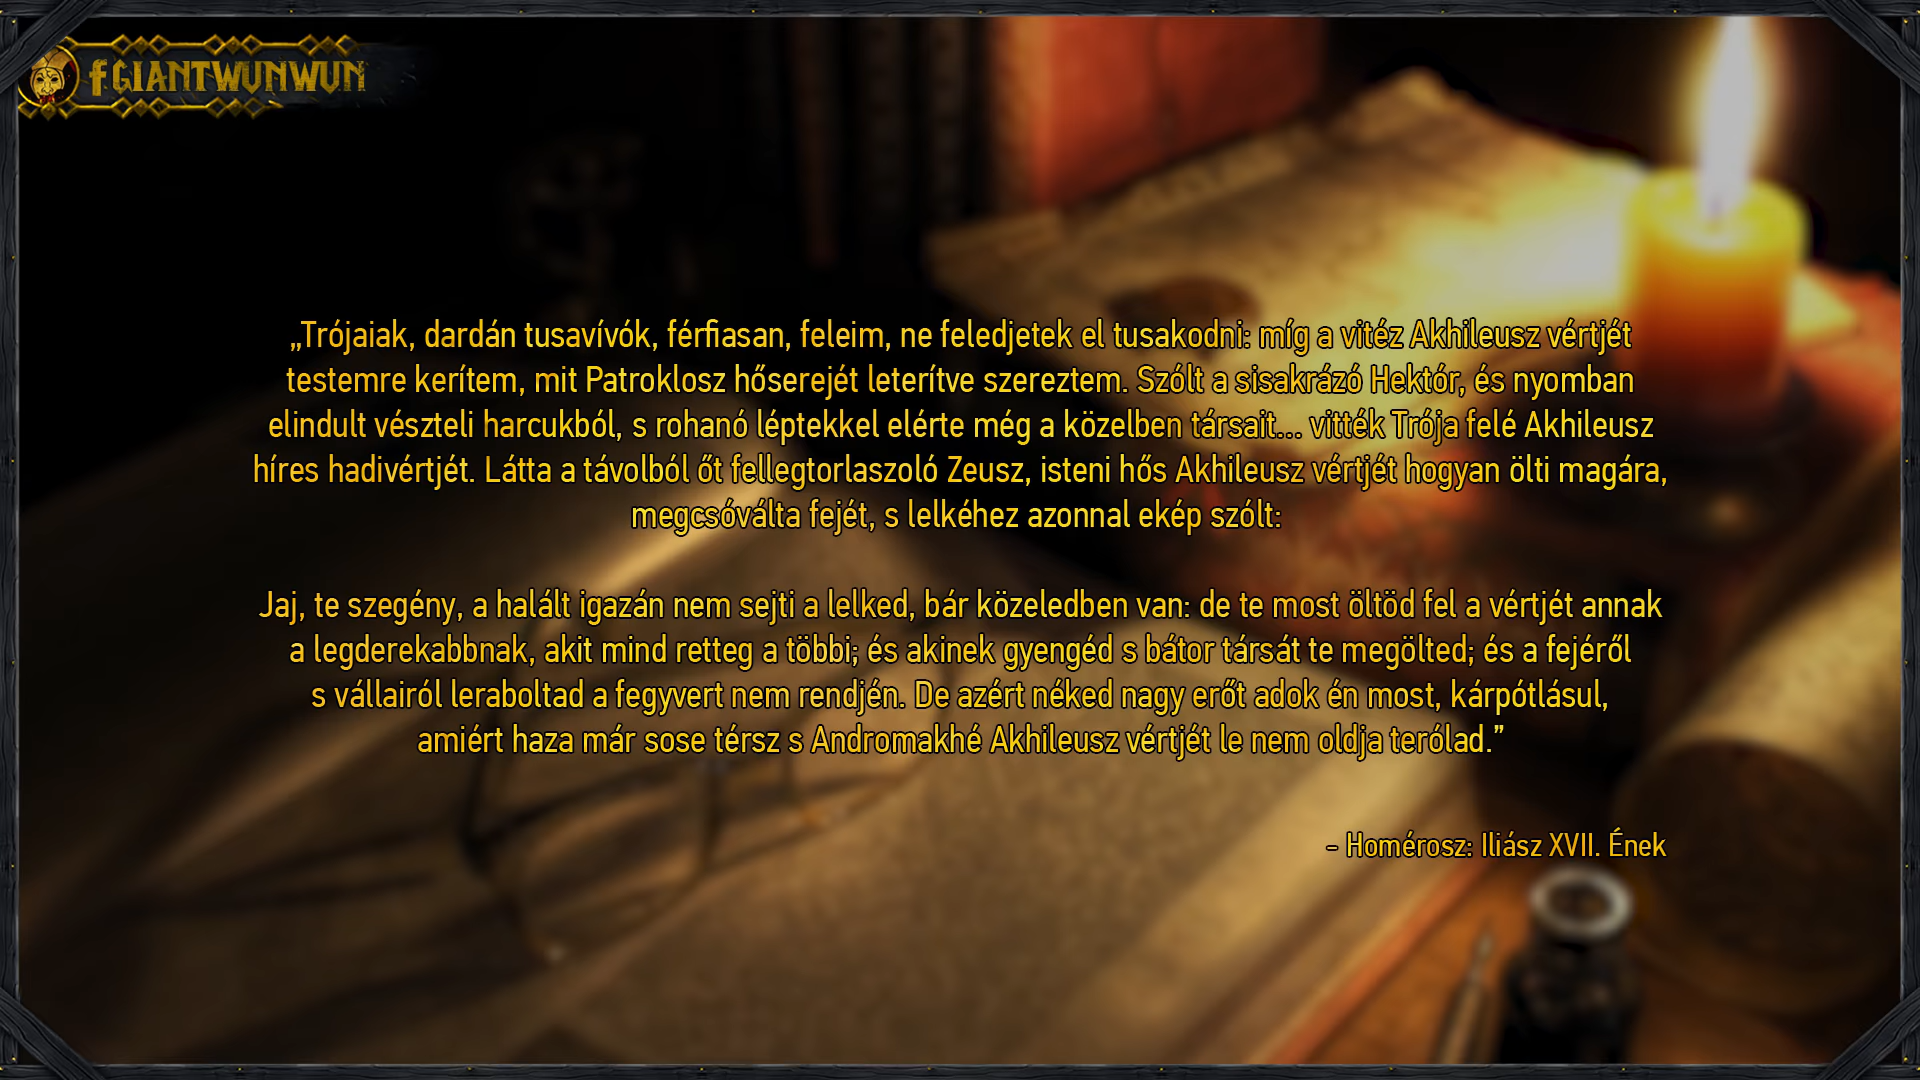 FGIANTWUNWUN
„Trójaiak, dardán tusavívók, férfiasan, feleim, ne feledjetek el tusakodni: míg a vitéz Akhileusz vértjét
testemre kerítem, mit Patroklosz hőserejét leterítve szereztem. Szólt a sisakrázó Hektór, és nyomban
elindult vészteli harcukból, s rohanó léptekkel elérte még a közelben társait... vitték Trója felé Akhileusz
híres hadivértjét. Látta a távolból őt fellegtorlaszoló Zeusz, isteni hős Akhileusz vértjét hogyan ölti magára,
megcsóválta fejét, s lelkéhez azonnal ekép szólt:
Jaj, te szegény, a halált igazán nem sejti a lelked, bár közeledben van: de te most öltöd fel a vértjét annak
a legderekabbnak, akit mind retteg a többi; és akinek gyengéd s bátor társát te megölted; és a fejéről
s vállairól leraboltad a fegyvert nem rendjén. De azért néked nagy erőt adok én most, kárpótlásul,
amiért haza már sose térsz s Andromakhé Akhileusz vértjét le nem oldja terólad.”
- Homérosz: Iliász XVII. Ének